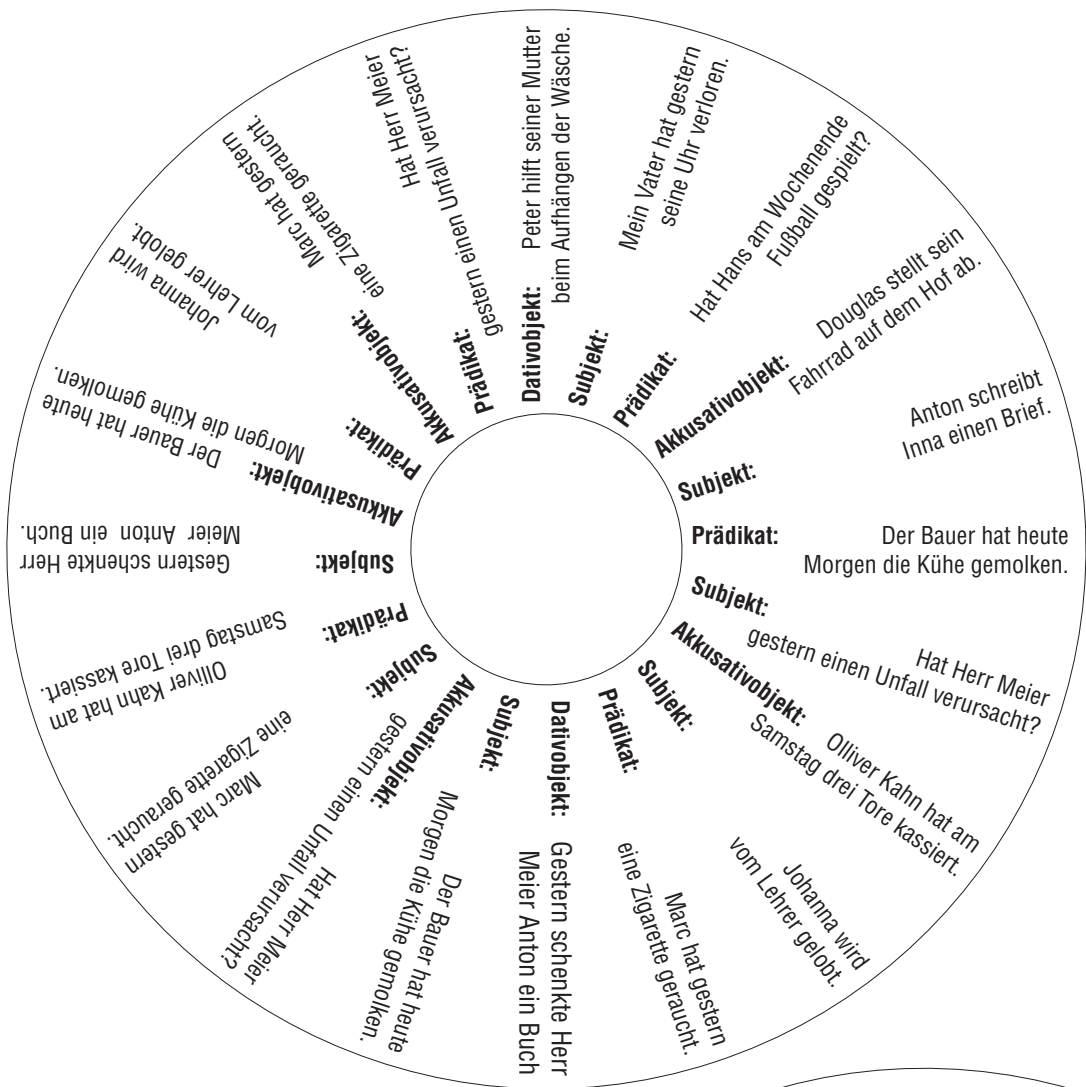 Dativobjekt: Peter hilft seiner Mutter
beim Aufhängen der Wäsche.
Subjekt: Mein Vater hat gestern
seine Uhr verloren.
Prädikat: Hat Hans am Wochenende
Fußball gespielt?
Akkusativobjekt: Douglas stellt sein
Fahrrad auf dem Hof ab.
Subjekt: Anton schreibt
Inna einen Brief.
Prädikat: Der Bauer hat heute
Morgen die Kühe gemolken.
Subjekt: Hat Herr Meier
gestern einen Unfall verursacht?
Akkusativobjekt: Olliver Kahn hat am
Samstag drei Tore kassiert.
Subjekt: Johanna wird
vom Lehrer gelobt.
Prädikat: Marc hat gestern
eine Zigarette geraucht.
Dativobjekt: Gestern schenkte Herr
Meier Anton ein Buch
Subjekt: Der Bauer hat heute
Morgen die Kühe gemolken.
Akkusativobjekt: Hat Herr Meier
gestern einen Unfall verursacht?
Subjekt: Marc hat gestern
eine Zigarette geraucht.
Prädikat: Olliver Kahn hat am
Samstag drei Tore kassiert.
Subjekt: Gestern schenkte Herr
Meier Anton ein Buch.
Akkusativobjekt: Der Bauer hat heute
Morgen die Kühe gemolken.
Prädikat: Johanna wird
vom Lehrer gelobt.
Akkusativobjekt: Marc hat gestern
eine Zigarette geraucht.
Prädikat: Hat Herr Meier
gestern einen Unfall verursacht?